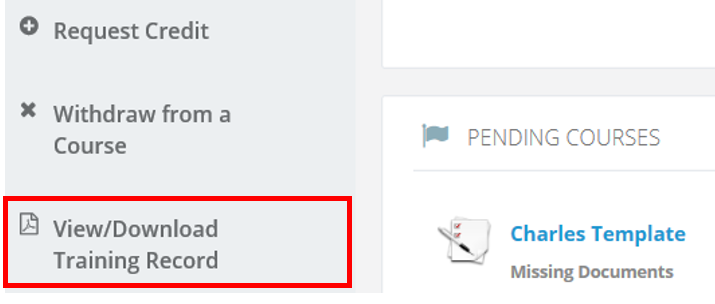 Request Credit
Withdraw from a
Course
View/Download
Training Record
PENDING COURSES
Charles Template
Missing Documents